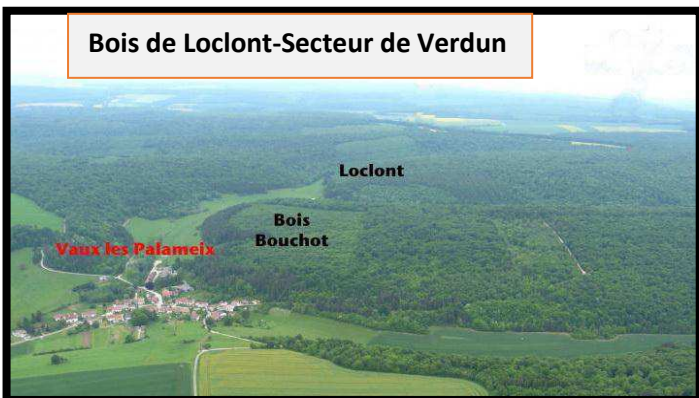 Bois de Loclont-Secteur de Verdun
Loclont
Bois
Bouchot
Vaux les Palameix